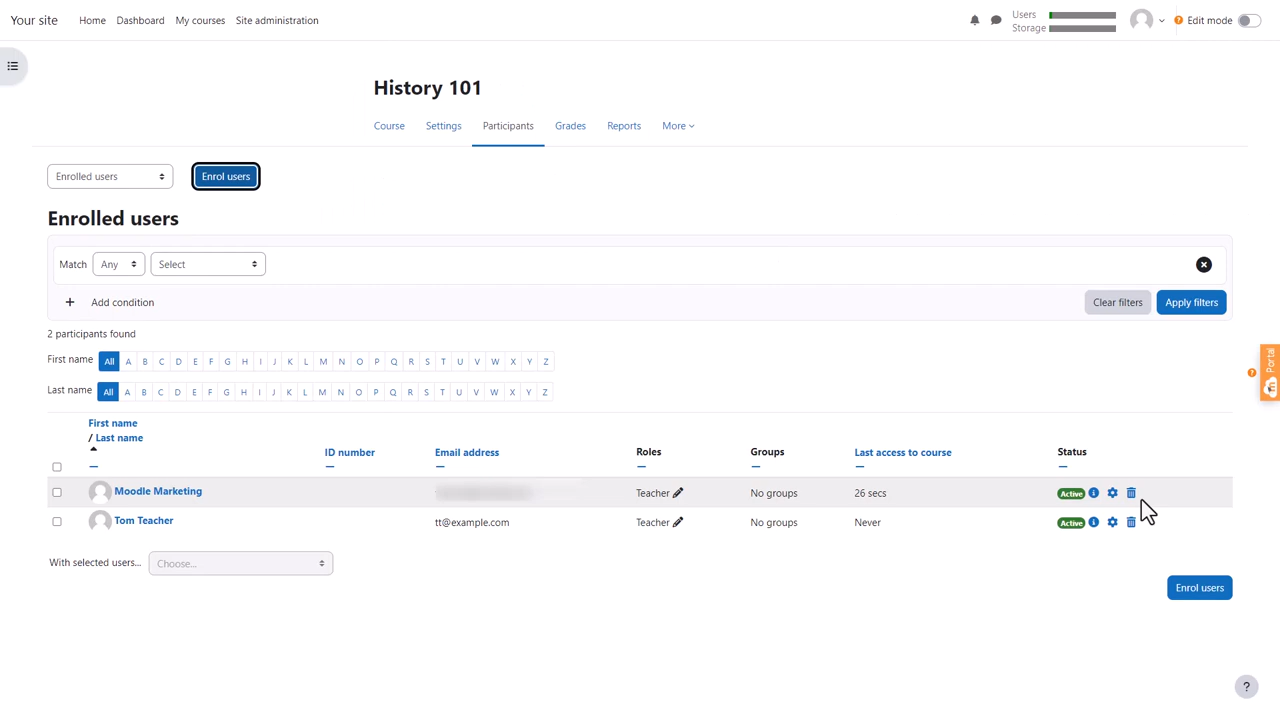 Your site Home Dashboard My courses Site administration Users Edit mode
Storage
History 101
Course Settings Participants Grades Reports More
Enrolled users Enrol users
Enrolled users
Match Any Select
+ Add condition Clear filters Apply filters
2 participants found
First name All A B C D E F G H I J K L M N O P Q R S T U V W X Y Z
Last name All A B C D E F G H I J K L M N O P Q R S T U V W X Y Z
Portal
First name
/ Last name ID number Email address Roles Groups Last access to course Status
Moodle Marketing Teacher No groups 26 secs Active
Tom Teacher tt@example.com Teacher No groups Never Active
With selected users... Choose...
Enrol users
?